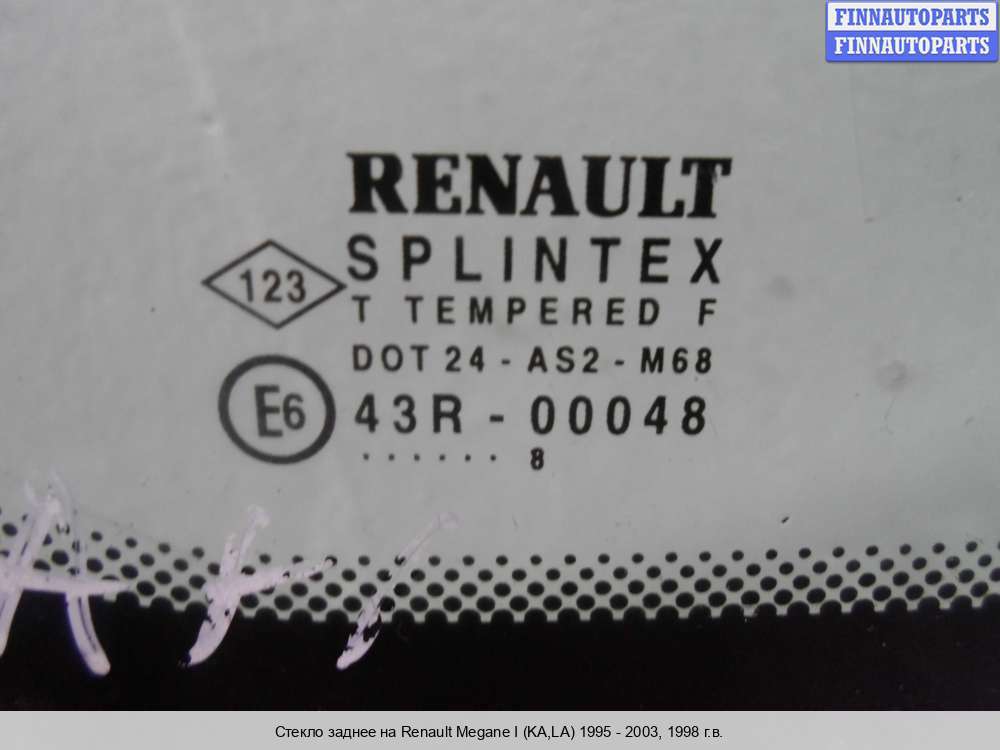 FINNAUTOPARTS
FINNAUTOPARTS
RENAULT
SPLINTEX
123
T TEMPERED F
DOT 24 - AS2 - M68
E6
43R - 00048
. . . . . . 8
Стекло заднее на Renault Megane I (KA,LA) 1995 - 2003, 1998 г.в.